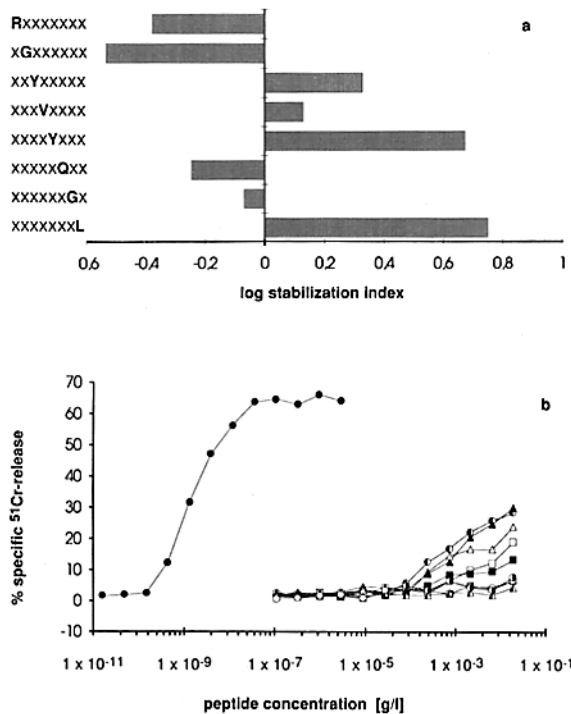 a
RXXXXXXX
XGXXXXXX
XXYXXXXX
XXXVXXXX
XXXXYXXX
XXXXXQXX
XXXXXXGX
XXXXXXXL
0,6 -0,4 -0,2 0 0,2 0,4 0,6 0,8 1
log stabilization index
b
70
60
50
40
30
20
10
0
-10
% specific ⁵¹Cr-release
1 x 10⁻¹¹ 1 x 10⁻⁹ 1 x 10⁻⁷ 1 x 10⁻⁵ 1 x 10⁻³ 1 x 10⁻¹
peptide concentration [g/l]